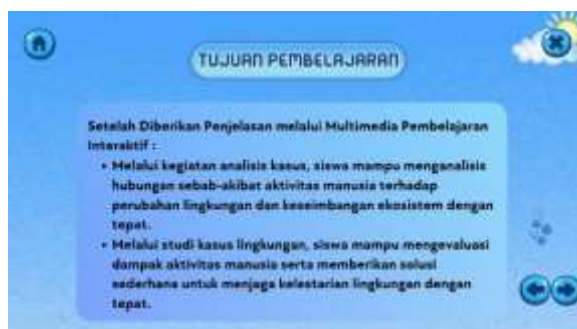 TUJUAN PEMBELAJARAN
Setelah Diberikan Penjelasan melalui Multimedia Pembelajaran
Interaktif :
• Melalui kegiatan analisis kasus, siswa mampu menganalisis
hubungan sebab-akibat aktivitas manusia terhadap
perubahan lingkungan dan keseimbangan ekosistem dengan
tepat.
• Melalui studi kasus lingkungan, siswa mampu mengevaluasi
dampak aktivitas manusia serta memberikan solusi
sederhana untuk menjaga kelestarian lingkungan dengan
tepat.